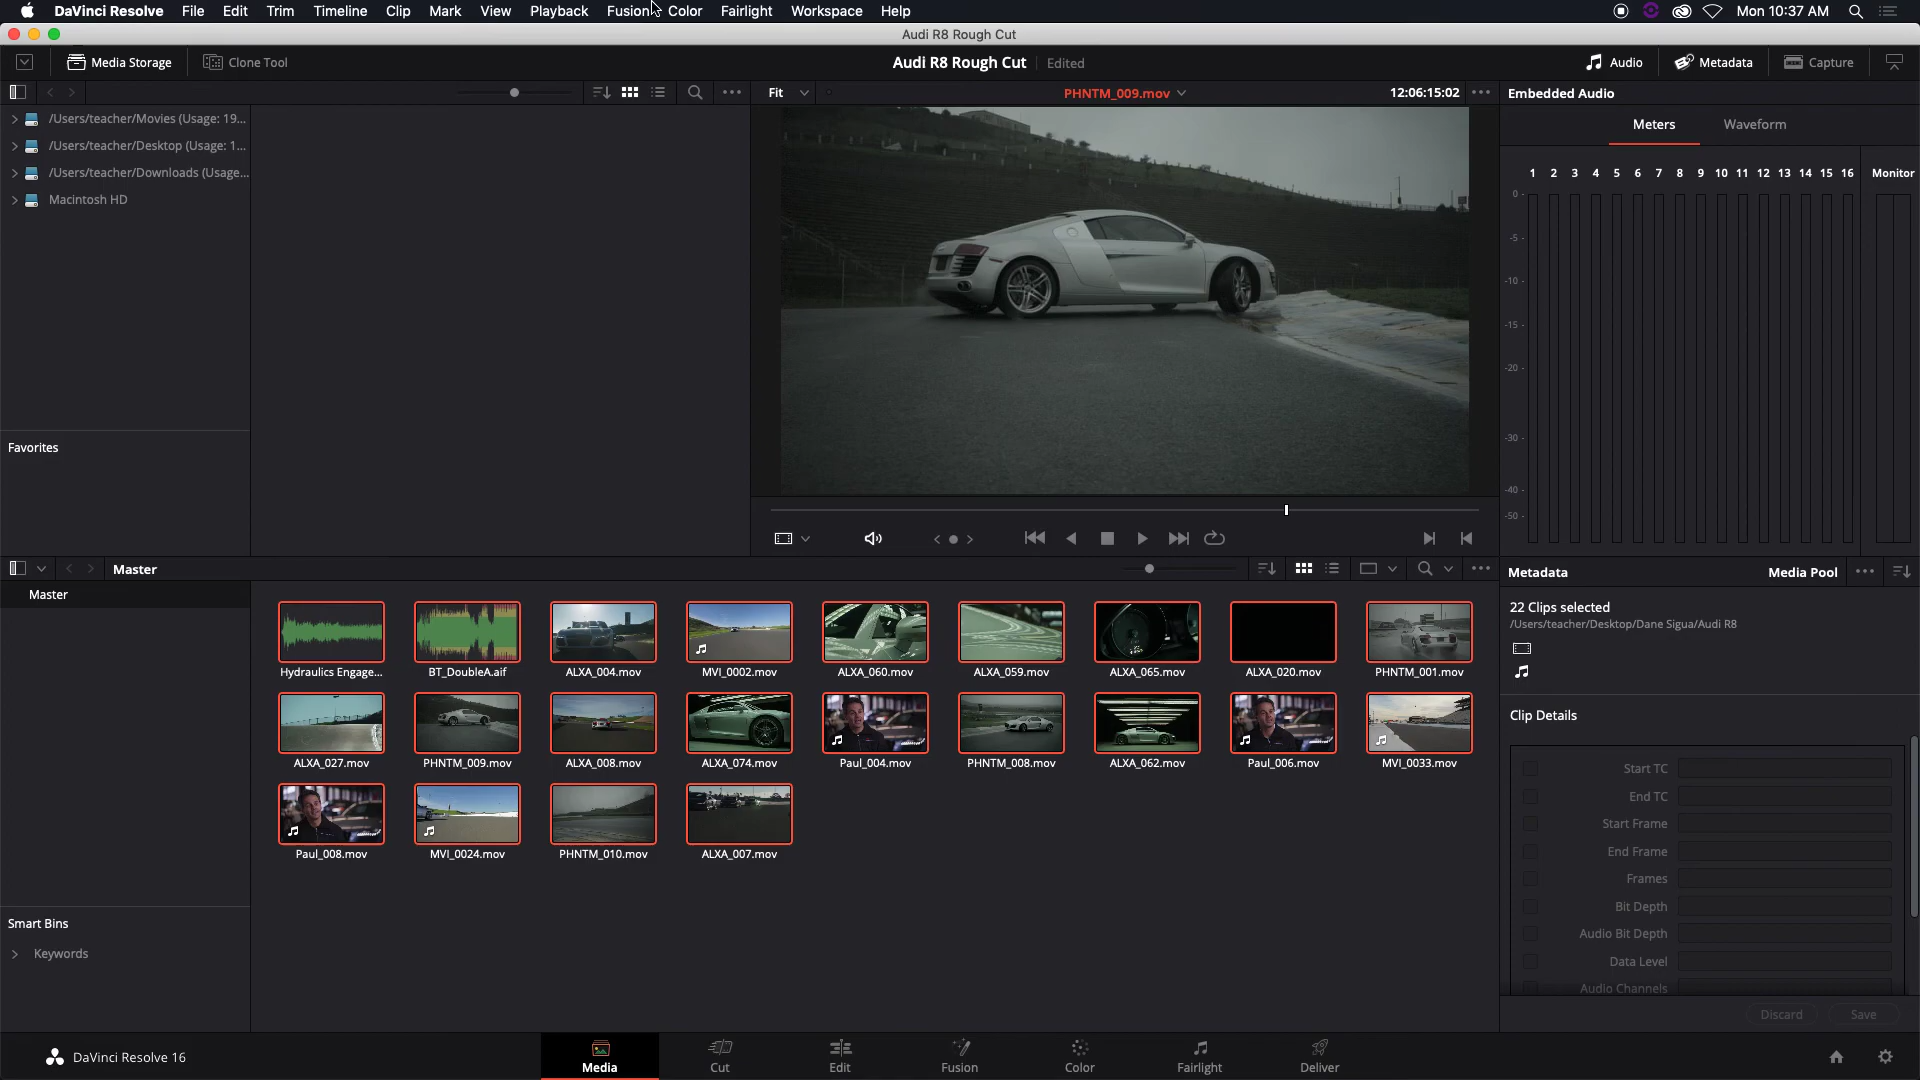 DaVinci Resolve File Edit Trim Timeline Clip Mark View Playback Fusion Color Fairlight Workspace Help Mon 10:37 AM
Audi R8 Rough Cut
Media Storage Clone Tool Audi R8 Rough Cut Edited Audio Metadata Capture
Fit PHNTM_009.mov 12:06:15:02 Embedded Audio
Meters Waveform
/Users/teacher/Movies (Usage: 19...
/Users/teacher/Desktop (Usage: 1...
/Users/teacher/Downloads (Usage...
Macintosh HD
1 2 3 4 5 6 7 8 9 10 11 12 13 14 15 16 Monitor
0 -
-5 -
-10 -
-15 -
-20 -
-30 -
-40 -
-50 -
Favorites
Master
Master
Hydraulics Engage... BT_DoubleA.aif ALXA_004.mov MVI_0002.mov ALXA_060.mov ALXA_059.mov ALXA_065.mov ALXA_020.mov PHNTM_001.mov
ALXA_027.mov PHNTM_009.mov ALXA_008.mov ALXA_074.mov Paul_004.mov PHNTM_008.mov ALXA_062.mov Paul_006.mov MVI_0033.mov
Paul_008.mov MVI_0024.mov PHNTM_010.mov ALXA_007.mov
Smart Bins
Keywords
Metadata Media Pool
22 Clips selected
/Users/teacher/Desktop/Dane Sigua/Audi R8
Clip Details
Start TC
End TC
Start Frame
End Frame
Frames
Bit Depth
Audio Bit Depth
Data Level
Audio Channels
Discard Save
DaVinci Resolve 16
Media Cut Edit Fusion Color Fairlight Deliver